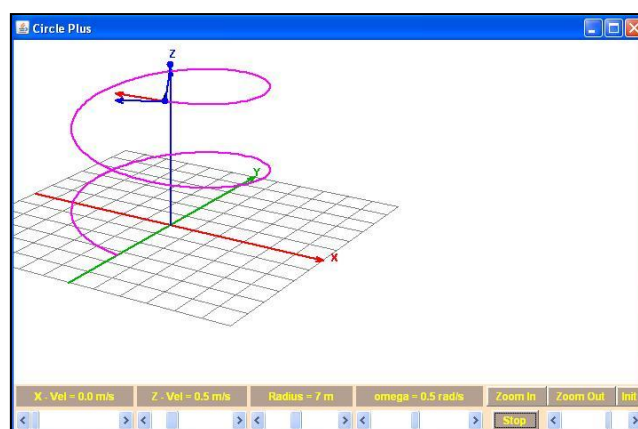 Circle Plus
Z
Y
X
X - Vel = 0.0 m/s Z - Vel = 0.5 m/s Radius = 7 m omega = 0.5 rad/s Zoom In Zoom Out Init
Stop